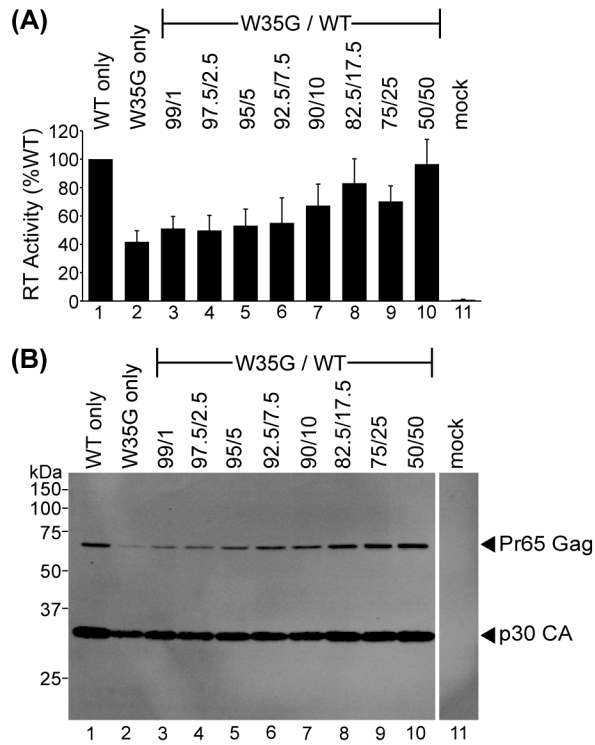 (A)
W35G / WT
WT only
W35G only
99/1
97.5/2.5
95/5
92.5/7.5
90/10
82.5/17.5
75/25
50/50
mock
RT Activity (%WT)
120
100
80
60
40
20
0
1 2 3 4 5 6 7 8 9 10 11
(B)
W35G / WT
WT only
W35G only
99/1
97.5/2.5
95/5
92.5/7.5
90/10
82.5/17.5
75/25
50/50
mock
kDa
150
100
75
50
37
25
Pr65 Gag
p30 CA
1 2 3 4 5 6 7 8 9 10 11